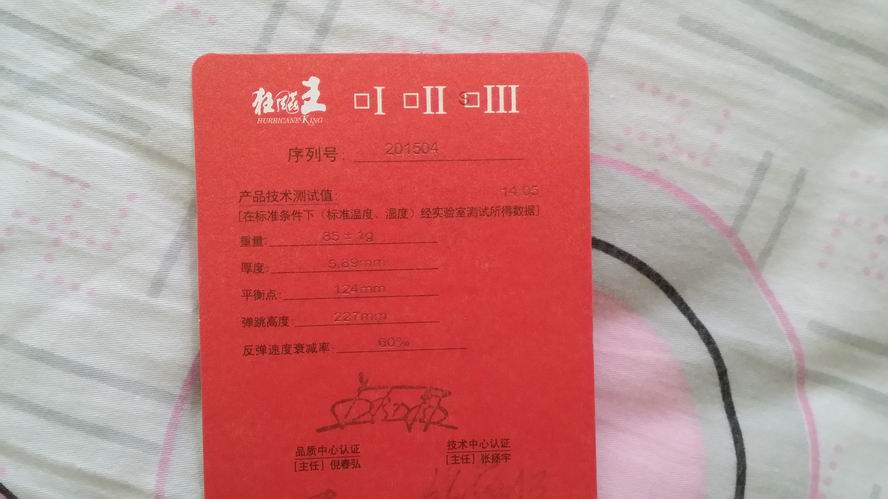 狂飚王 □I □II □III
HURRICANE KING
序列号: 201504
产品技术测试值: 14 05
[在标准条件下（标准温度、湿度）经实验室测试所得数据]
重量: 85±1g
厚度: 5.89mm
平衡点: 124mm
弹跳高度: 227mm
反弹速度衰减率: 60%
品质中心认证 技术中心认证
[主任] 倪春弘 [主任] 张拯宇